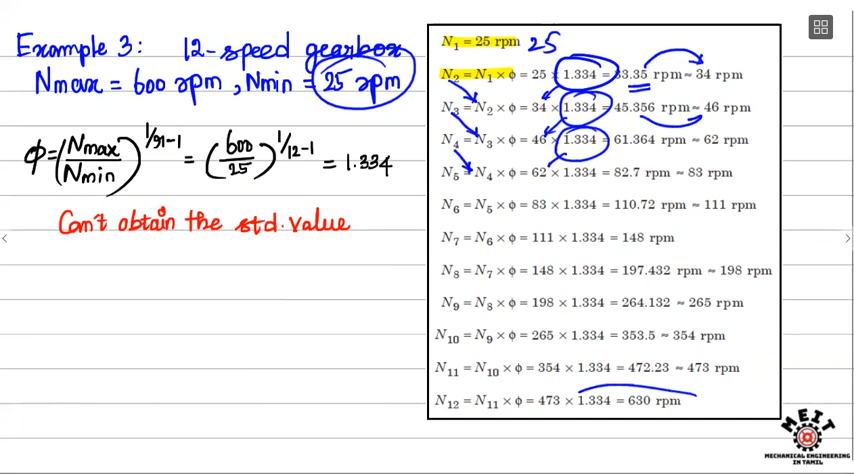 Example 3: 12-speed gearbox
Nmax = 600 rpm, Nmin = 25 rpm
ϕ = (Nmax/Nmin)^1/n-1 = (600/25)^1/12-1 = 1.334
Can't obtain the std. value
N1 = 25 rpm 25
N2 = N1 × ϕ = 25 × 1.334 = 33.35 rpm ≈ 34 rpm
N3 = N2 × ϕ = 34 × 1.334 = 45.356 rpm ≈ 46 rpm
N4 = N3 × ϕ = 46 × 1.334 = 61.364 rpm ≈ 62 rpm
N5 = N4 × ϕ = 62 × 1.334 = 82.7 rpm ≈ 83 rpm
N6 = N5 × ϕ = 83 × 1.334 = 110.72 rpm ≈ 111 rpm
N7 = N6 × ϕ = 111 × 1.334 = 148 rpm
N8 = N7 × ϕ = 148 × 1.334 = 197.432 rpm ≈ 198 rpm
N9 = N8 × ϕ = 198 × 1.334 = 264.132 ≈ 265 rpm
N10 = N9 × ϕ = 265 × 1.334 = 353.5 ≈ 354 rpm
N11 = N10 × ϕ = 354 × 1.334 = 472.23 ≈ 473 rpm
N12 = N11 × ϕ = 473 × 1.334 = 630 rpm
MEIT
MECHANICAL ENGINEERING
IN TAMIL